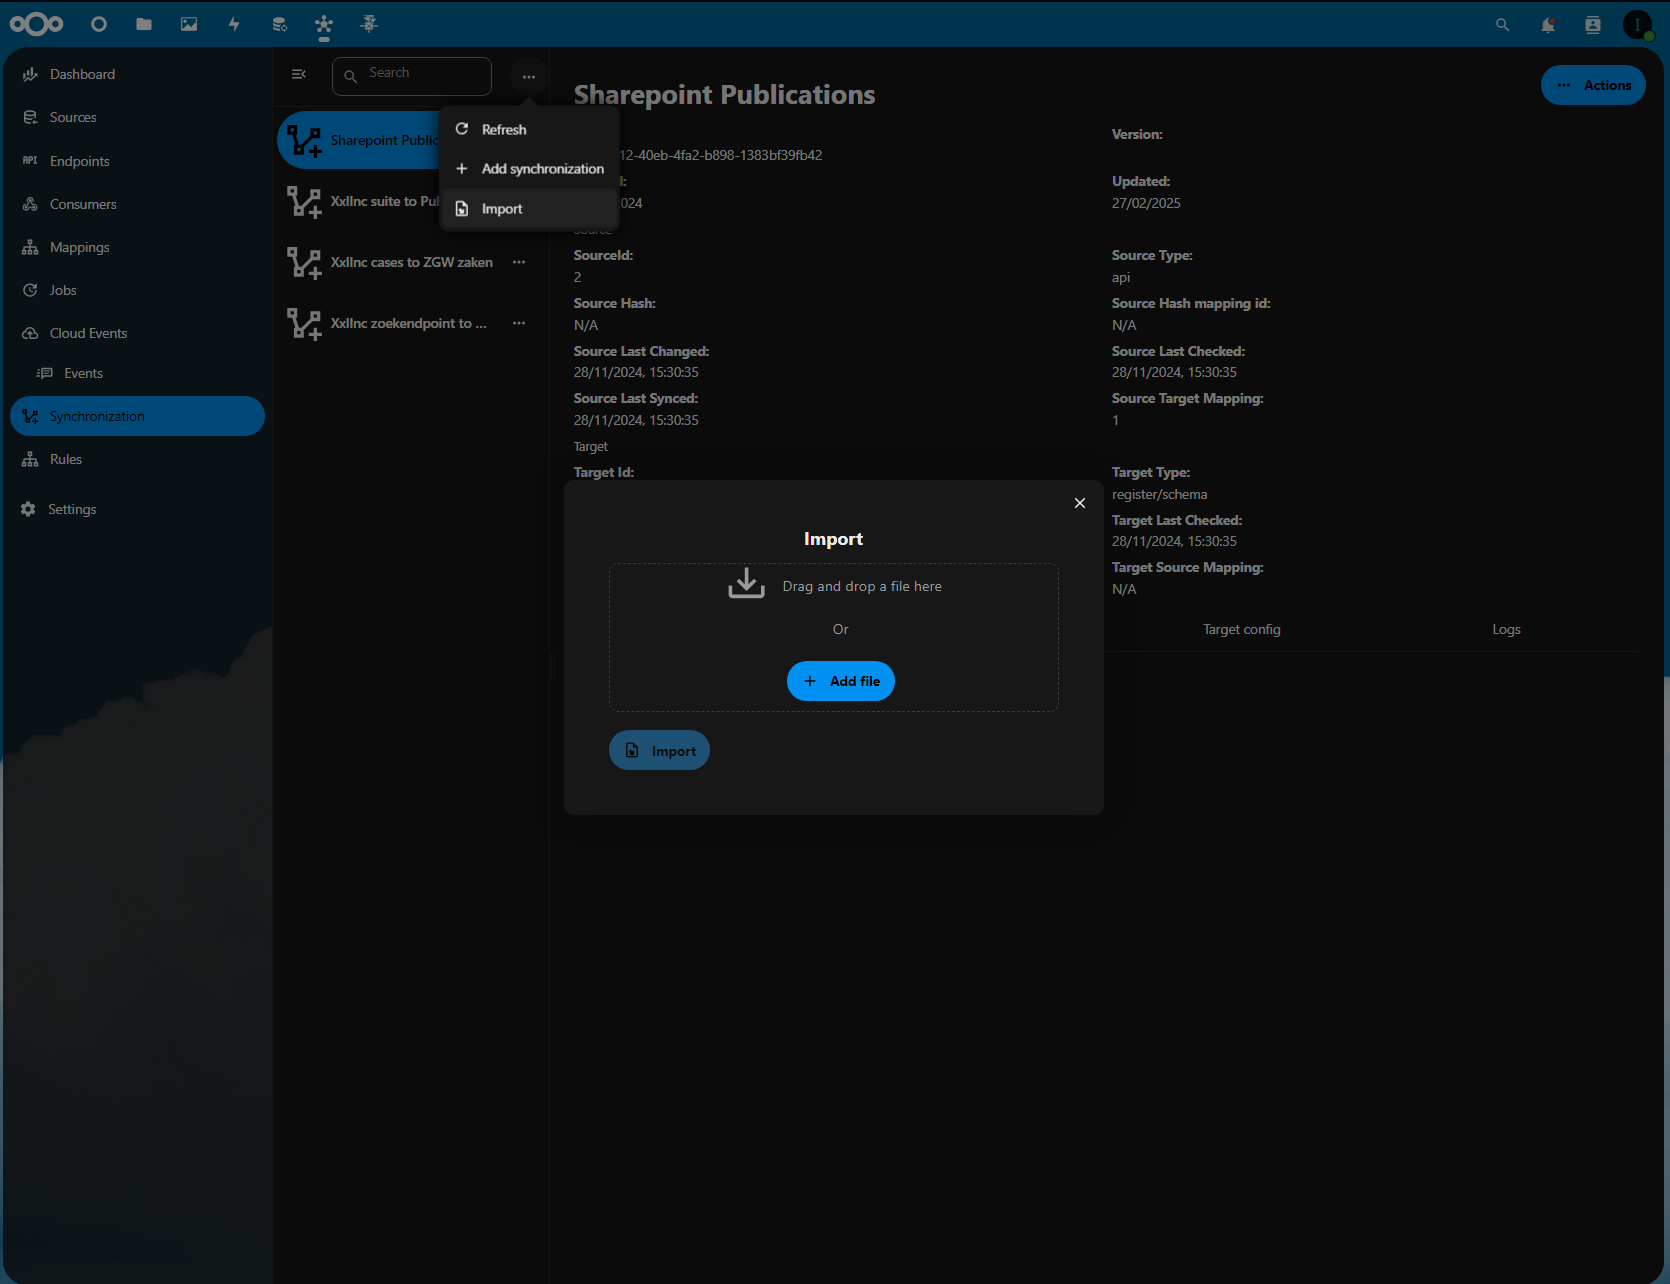 Dashboard
Sources
API Endpoints
Consumers
Mappings
Jobs
Cloud Events
Events
Synchronization
Rules
Settings
Search
Sharepoint Public
Xxllnc suite to Pul
Xxllnc cases to ZGW zaken
Xxllnc zoekendpoint to ...
Refresh
Add synchronization
Import
Sharepoint Publications
Actions
I
12-40eb-4fa2-b898-1383bf39fb42
Version:
024
Updated:
27/02/2025
Source
SourceId:
2
Source Type:
api
Source Hash:
N/A
Source Hash mapping id:
N/A
Source Last Changed:
28/11/2024, 15:30:35
Source Last Checked:
28/11/2024, 15:30:35
Source Last Synced:
28/11/2024, 15:30:35
Source Target Mapping:
1
Target
Target Id:
Target Type:
register/schema
Target Last Checked:
28/11/2024, 15:30:35
Target Source Mapping:
N/A
Target config
Logs
Import
Drag and drop a file here
Or
Add file
Import